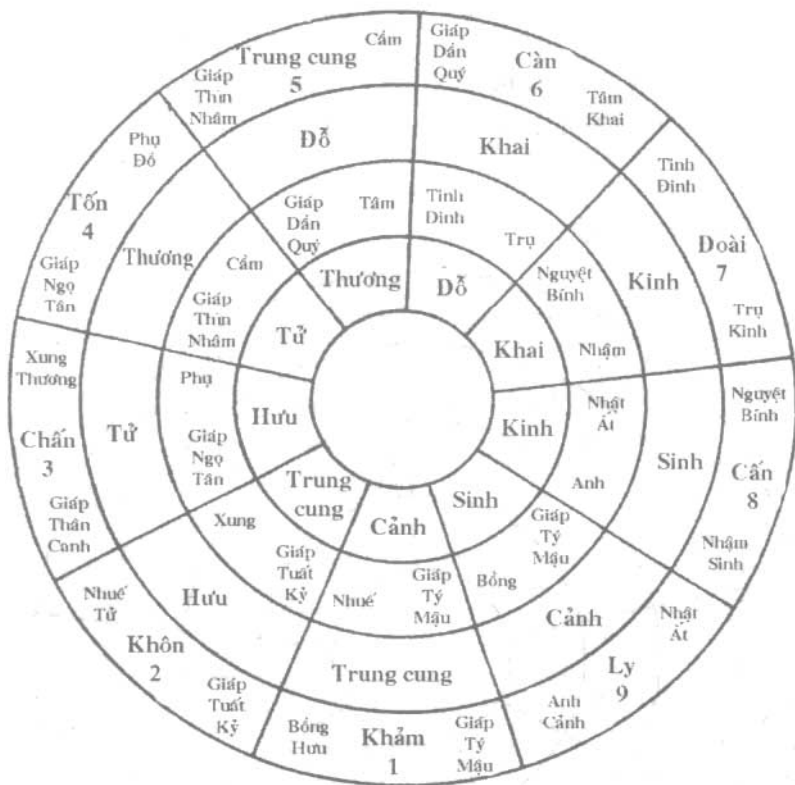 Giáp
Thìn
Nhâm
Trung cung
5
Cầm
Giáp
Dần
Quý
Càn
6
Tâm
Khai
Tinh
Đinh
Đoài
7
Trụ
Kinh
Nguyệt
Bính
Cấn
8
Nhậm
Sinh
Nhật
Ất
Ly
9
Anh
Cảnh
Giáp
Tý
Mậu
Khảm
1
Bồng
Hưu
Giáp
Tuất
Kỷ
Khôn
2
Nhuế
Tử
Giáp
Thân
Canh
Chấn
3
Xung
Thương
Giáp
Ngọ
Tân
Tốn
4
Phụ
Đỗ
Đỗ
Khai
Kinh
Sinh
Cảnh
Trung cung
Hưu
Tử
Thương
Giáp
Dần
Quý
Tâm
Tinh
Đinh
Trụ
Nguyệt
Bính
Nhậm
Nhật
Ất
Anh
Giáp
Tý
Mậu
Bồng
Giáp
Tý
Mậu
Nhuế
Giáp
Tuất
Kỷ
Xung
Giáp
Ngọ
Tân
Phụ
Giáp
Thìn
Nhâm
Cầm
Thương
Đỗ
Khai
Kinh
Sinh
Cảnh
Trung
cung
Hưu
Tử